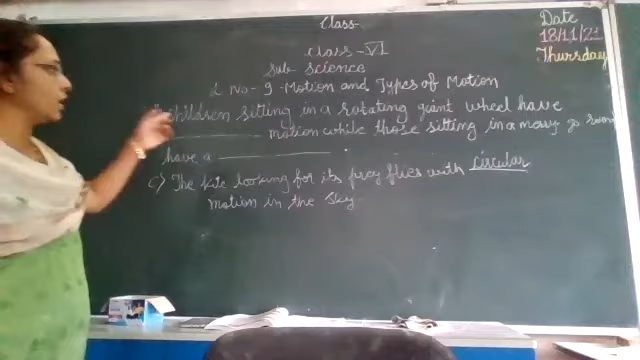 Class
Date
18/11/21
Thursday
Class - VI
Sub Science
L No - 9 - Motion and Types of Motion
children sitting in a rotating giant wheel have
________ motion while those sitting in a merry go round
have a ________ .
c) The kite looking for its prey flies with circular
motion in the sky.